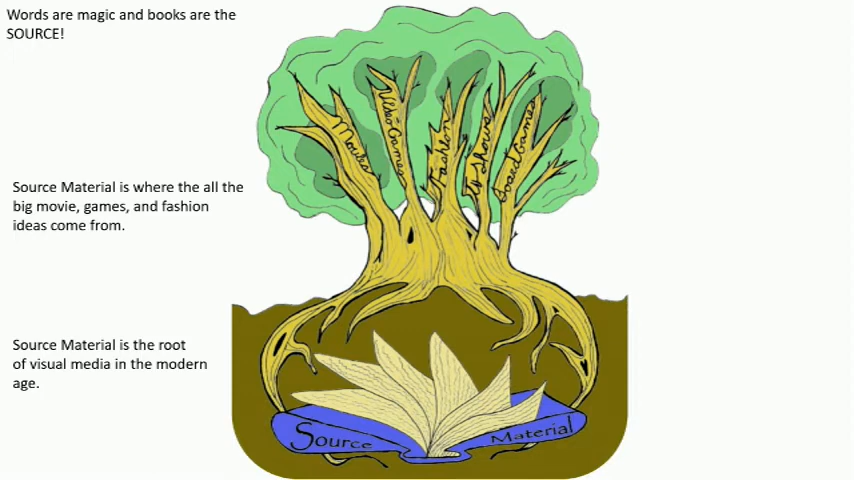 Words are magic and books are the
SOURCE!
Movies
Video Games
Fashion
TV Shows
Board Games
Source Material is where the all the
big movie, games, and fashion
ideas come from.
Source Material is the root
of visual media in the modern
age.
Source
Material